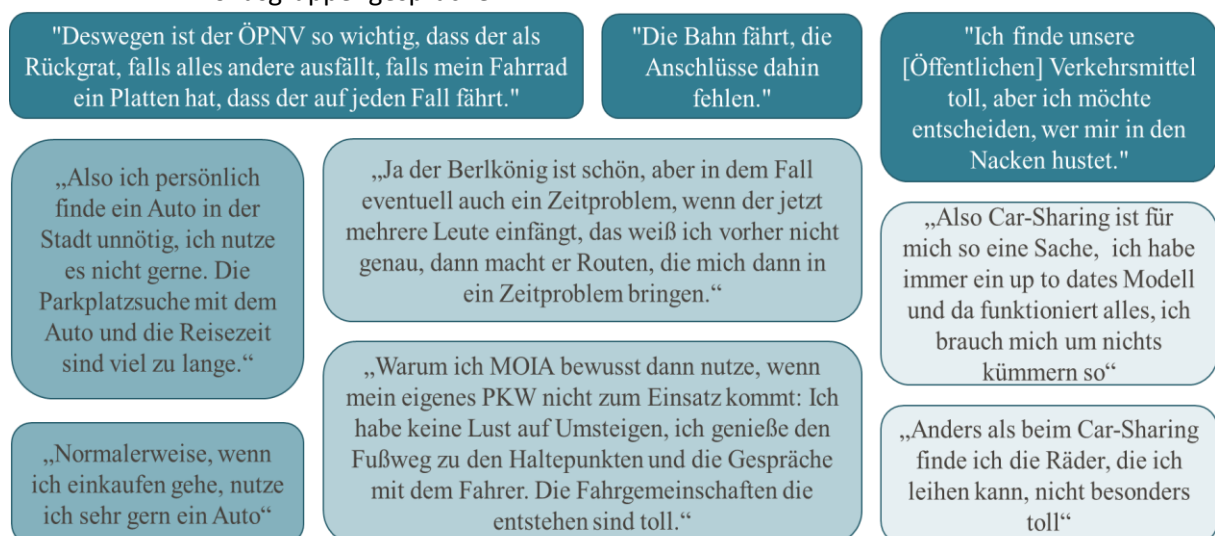 "Deswegen ist der ÖPNV so wichtig, dass der als
Rückgrat, falls alles andere ausfällt, falls mein Fahrrad
ein Platten hat, dass der auf jeden Fall fährt."
"Die Bahn fährt, die
Anschlüsse dahin
fehlen."
"Ich finde unsere
[Öffentlichen] Verkehrsmittel
toll, aber ich möchte
entscheiden, wer mir in den
Nacken hustet."
„Also ich persönlich
finde ein Auto in der
Stadt unnötig, ich nutze
es nicht gerne. Die
Parkplatzsuche mit dem
Auto und die Reisezeit
sind viel zu lange.“
„Ja der Berlkönig ist schön, aber in dem Fall
eventuell auch ein Zeitproblem, wenn der jetzt
mehrere Leute einfängt, das weiß ich vorher nicht
genau, dann macht er Routen, die mich dann in
ein Zeitproblem bringen.“
„Also Car-Sharing ist für
mich so eine Sache, ich habe
immer ein up to dates Modell
und da funktioniert alles, ich
brauch mich um nichts
kümmern so“
„Normalerweise, wenn
ich einkaufen gehe, nutze
ich sehr gern ein Auto“
„Warum ich MOIA bewusst dann nutze, wenn
mein eigenes PKW nicht zum Einsatz kommt: Ich
habe keine Lust auf Umsteigen, ich genieße den
Fußweg zu den Haltepunkten und die Gespräche
mit dem Fahrer. Die Fahrgemeinschaften die
entstehen sind toll.“
„Anders als beim Car-Sharing
finde ich die Räder, die ich
leihen kann, nicht besonders
toll“